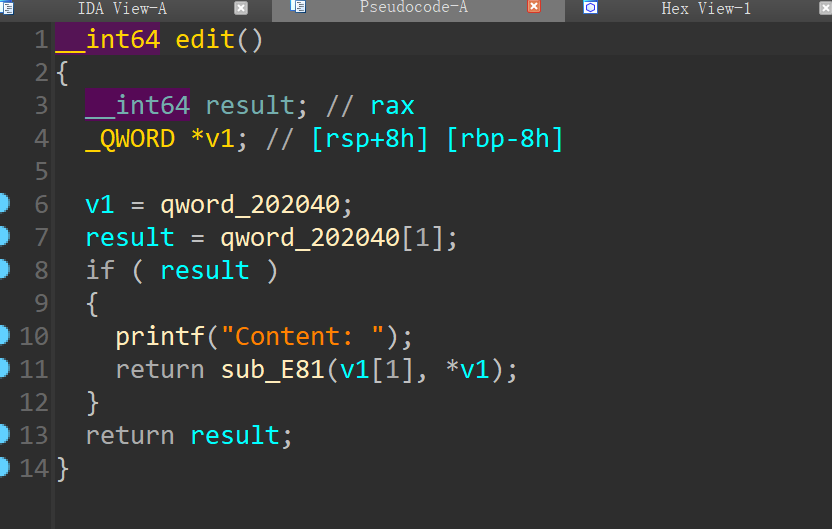 IDA View-A Pseudocode-A Hex View-1
1 __int64 edit()
2 {
3   __int64 result; // rax
4   _QWORD *v1; // [rsp+8h] [rbp-8h]
5
6   v1 = qword_202040;
7   result = qword_202040[1];
8   if ( result )
9   {
10     printf("Content: ");
11     return sub_E81(v1[1], *v1);
12   }
13   return result;
14 }